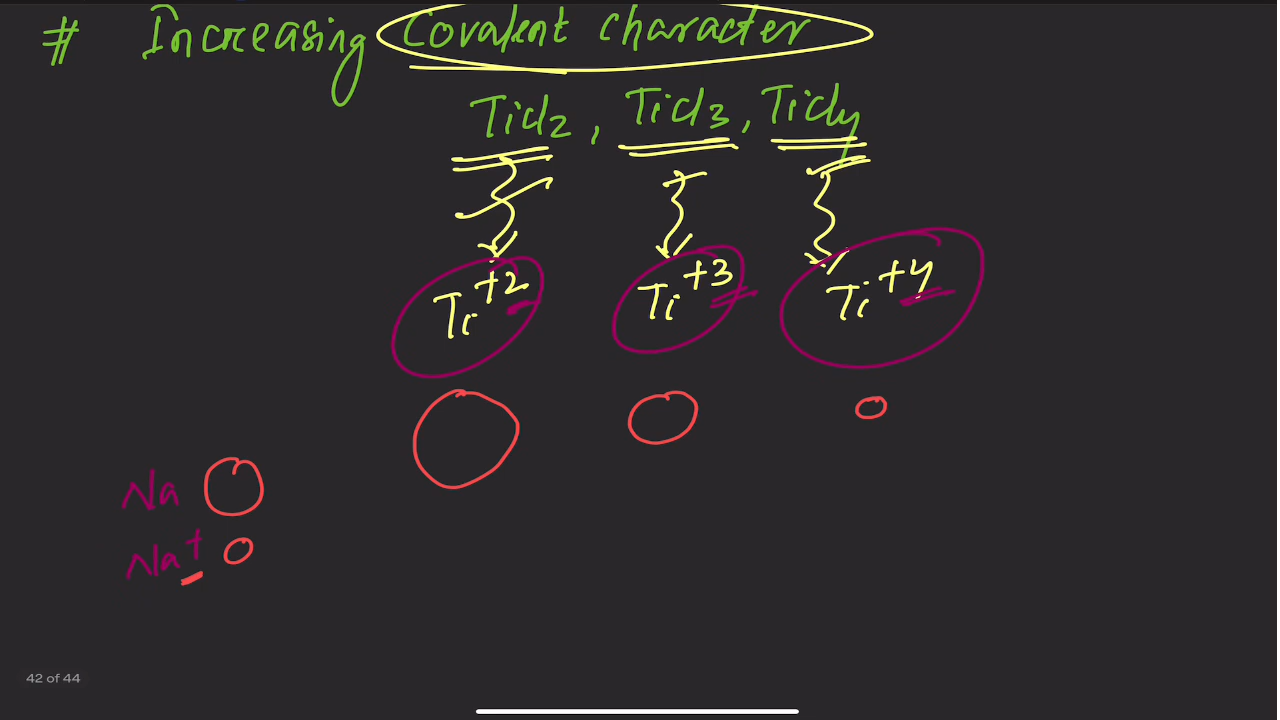 # Increasing Covalent character
TiCl2, TiCl3, TiCl4
Ti+2 Ti+3 Ti+4
Na
Na+
42 of 44